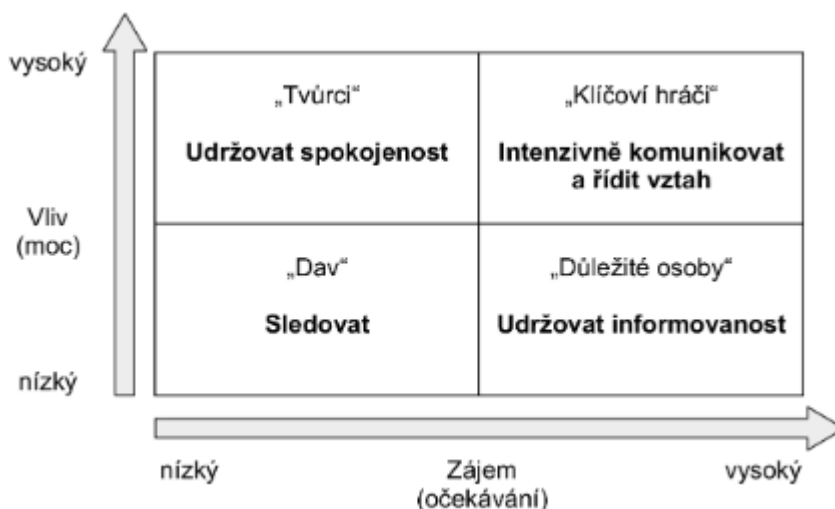 vysoký
„Tvůrci“
„Klíčoví hráči“
Udržovat spokojenost
Intenzivně komunikovat
a řídit vztah
Vliv
(moc)
„Dav“
„Důležité osoby“
Sledovat
Udržovat informovanost
nízký
nízký
Zájem
(očekávání)
vysoký